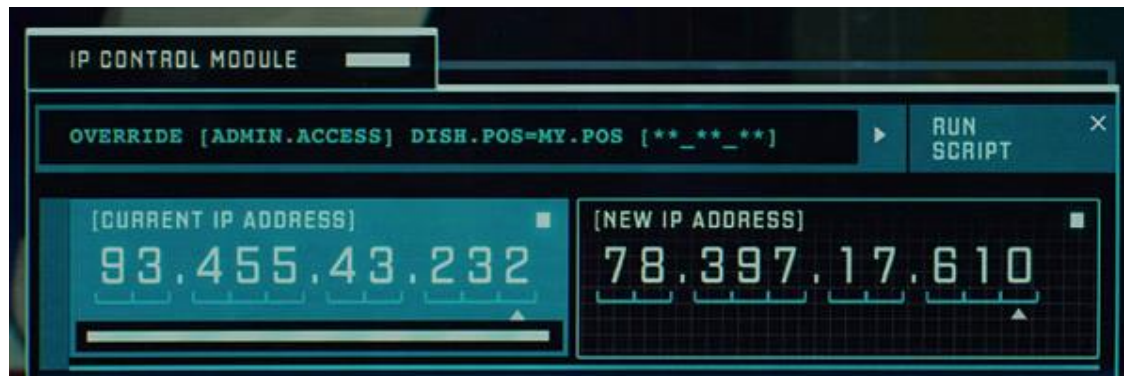 IP CONTROL MODULE
OVERRIDE [ADMIN.ACCESS] DISH.POS=MY.POS [**_**_**]
RUN
SCRIPT
[CURRENT IP ADDRESS]
93.455.43.232
[NEW IP ADDRESS]
78.397.17.610